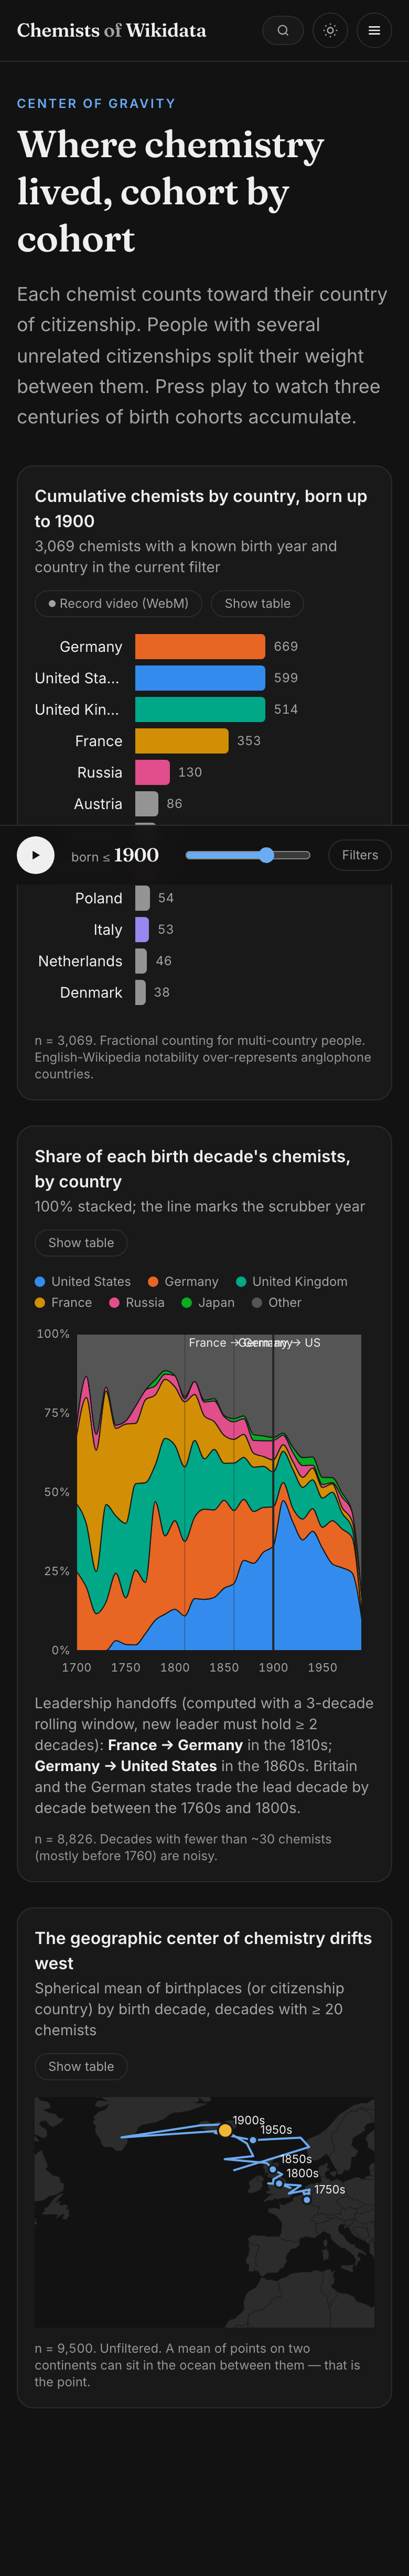 Chemists of Wikidata
CENTER OF GRAVITY
Where chemistry
lived, cohort by
cohort
Each chemist counts toward their country
of citizenship. People with several
unrelated citizenships split their weight
between them. Press play to watch three
centuries of birth cohorts accumulate.
Cumulative chemists by country, born up
to 1900
3,069 chemists with a known birth year and
country in the current filter
Record video (WebM) Show table
Germany 669
United Sta… 599
United Kin… 514
France 353
Russia 130
Austria 86
born ≤ 1900 Filters
Poland 54
Italy 53
Netherlands 46
Denmark 38
n = 3,069. Fractional counting for multi-country people.
English-Wikipedia notability over-represents anglophone
countries.
Share of each birth decade's chemists,
by country
100% stacked; the line marks the scrubber year
Show table
United States Germany United Kingdom
France Russia Japan Other
100%
France → Germany Germany → US
75%
50%
25%
0%
1700 1750 1800 1850 1900 1950
Leadership handoffs (computed with a 3-decade
rolling window, new leader must hold ≥ 2
decades): France → Germany in the 1810s;
Germany → United States in the 1860s. Britain
and the German states trade the lead decade by
decade between the 1760s and 1800s.
n = 8,826. Decades with fewer than ~30 chemists
(mostly before 1760) are noisy.
The geographic center of chemistry drifts
west
Spherical mean of birthplaces (or citizenship
country) by birth decade, decades with ≥ 20
chemists
Show table
1900s
1950s
1850s
1800s
1750s
n = 9,500. Unfiltered. A mean of points on two
continents can sit in the ocean between them — that is
the point.